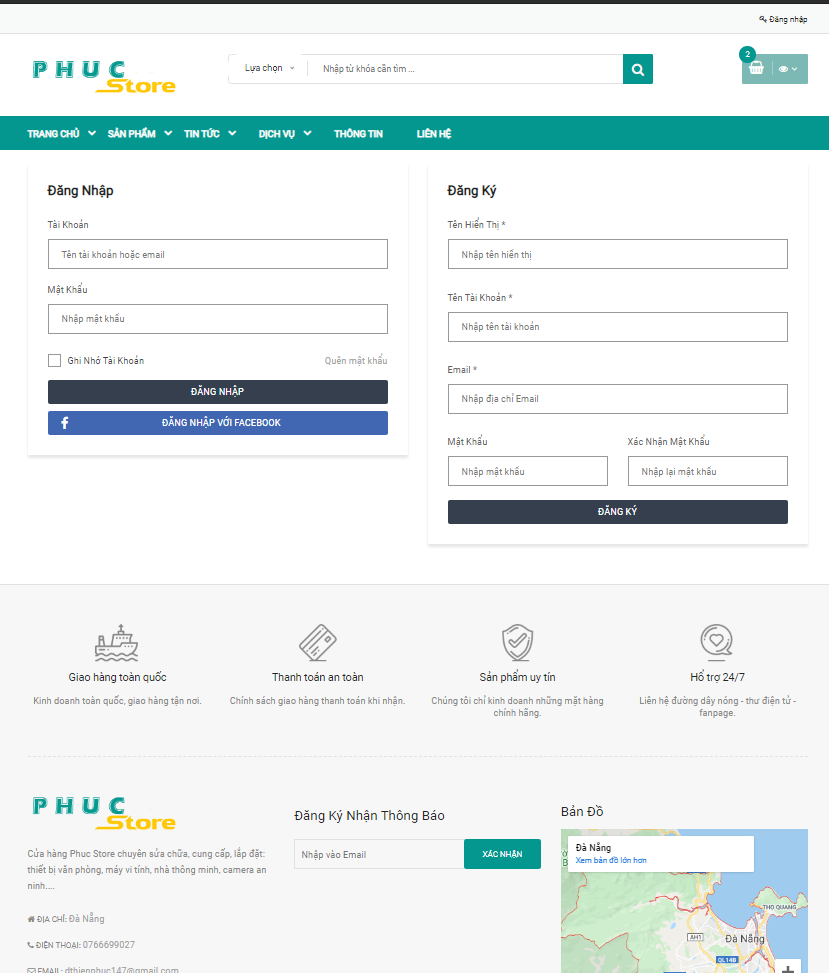 Đăng nhập
PHUC
Store
Lựa chọn
Nhập từ khóa cần tìm ...
2
TRANG CHỦ
SẢN PHẨM
TIN TỨC
DỊCH VỤ
THÔNG TIN
LIÊN HỆ
Đăng Nhập
Tài Khoản
Tên tài khoản hoặc email
Mật Khẩu
Nhập mật khẩu
Ghi Nhớ Tài Khoản
Quên mật khẩu
ĐĂNG NHẬP
ĐĂNG NHẬP VỚI FACEBOOK
Đăng Ký
Tên Hiển Thị *
Nhập tên hiển thị
Tên Tài Khoản *
Nhập tên tài khoản
Email *
Nhập địa chỉ Email
Mật Khẩu
Xác Nhận Mật Khẩu
Nhập mật khẩu
Nhập lại mật khẩu
ĐĂNG KÝ
Giao hàng toàn quốc
Kinh doanh toàn quốc, giao hàng tận nơi.
Thanh toán an toàn
Chính sách giao hàng thanh toán khi nhận.
Sản phẩm uy tín
Chúng tôi chỉ kinh doanh những mặt hàng
chính hãng.
Hổ trợ 24/7
Liên hệ đường dây nóng - thư điện tử -
fanpage.
PHUC
Store
Cửa hàng Phuc Store chuyên sửa chữa, cung cấp, lắp đặt:
thiết bị văn phòng, máy vi tính, nhà thông minh, camera an
ninh....
ĐỊA CHỈ: Đà Nẵng
ĐIỆN THOẠI: 0766699027
EMAIL: dthienphuc147@gmail.com
Đăng Ký Nhận Thông Báo
Nhập vào Email
XÁC NHẬN
Bản Đồ
Đà Nẵng
Xem bản đồ lớn hơn
THO QUANG
AH1
Đà Nẵng
QL14B
+